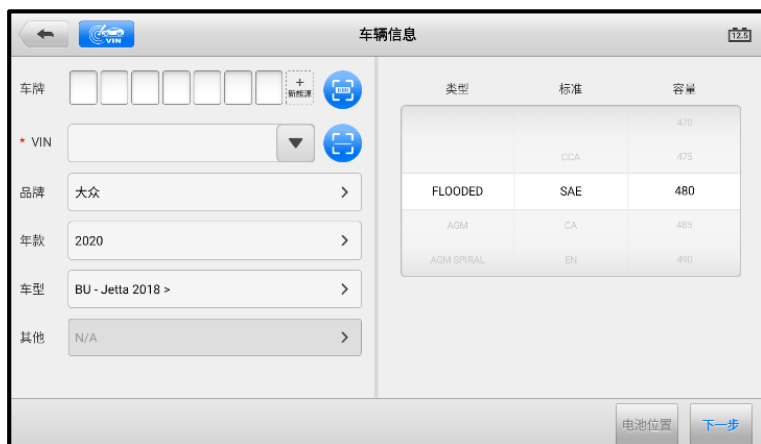 VIN
车辆信息
12.5
车牌
+
新能源
* VIN
品牌
大众
年款
2020
车型
BU - Jetta 2018 >
其他
N/A
类型 标准 容量
470
CCA 475
FLOODED SAE 480
AGM CA 485
AGM SPIRAL EN 490
电池位置 下一步